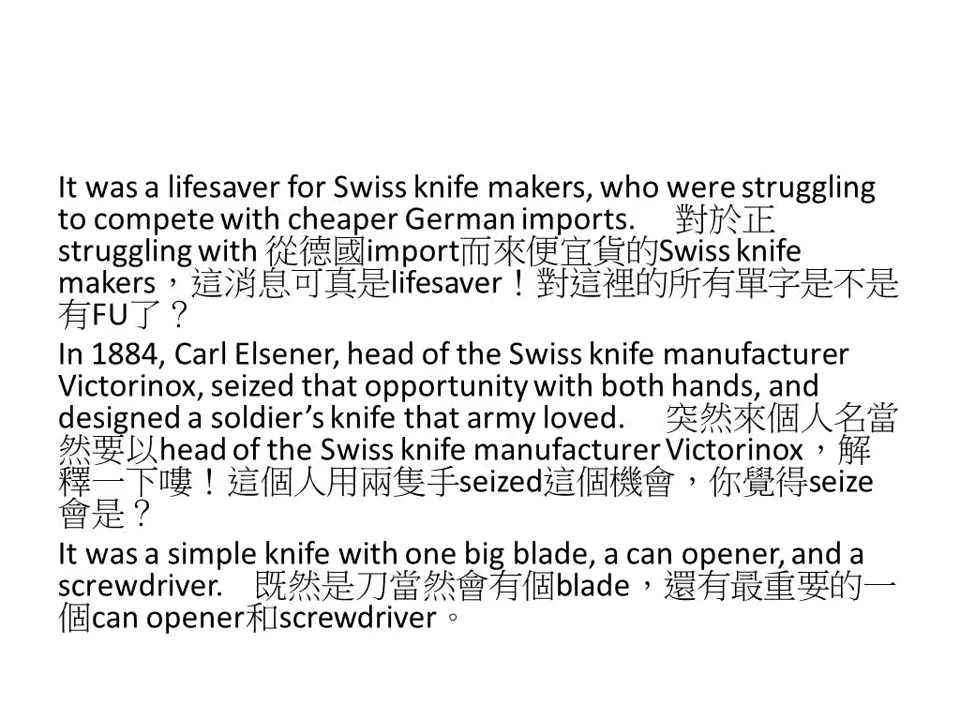 It was a lifesaver for Swiss knife makers, who were struggling
to compete with cheaper German imports. 對於正
struggling with 從德國import而來便宜貨的Swiss knife
makers，這消息可真是lifesaver！對這裡的所有單字是不是
有FU了？
In 1884, Carl Elsener, head of the Swiss knife manufacturer
Victorinox, seized that opportunity with both hands, and
designed a soldier’s knife that army loved. 突然來個人名當
然要以head of the Swiss knife manufacturer Victorinox，解
釋一下嘍！這個人用兩隻手seized這個機會，你覺得seize
會是？
It was a simple knife with one big blade, a can opener, and a
screwdriver. 既然是刀當然會有個blade，還有最重要的一
個can opener和screwdriver。